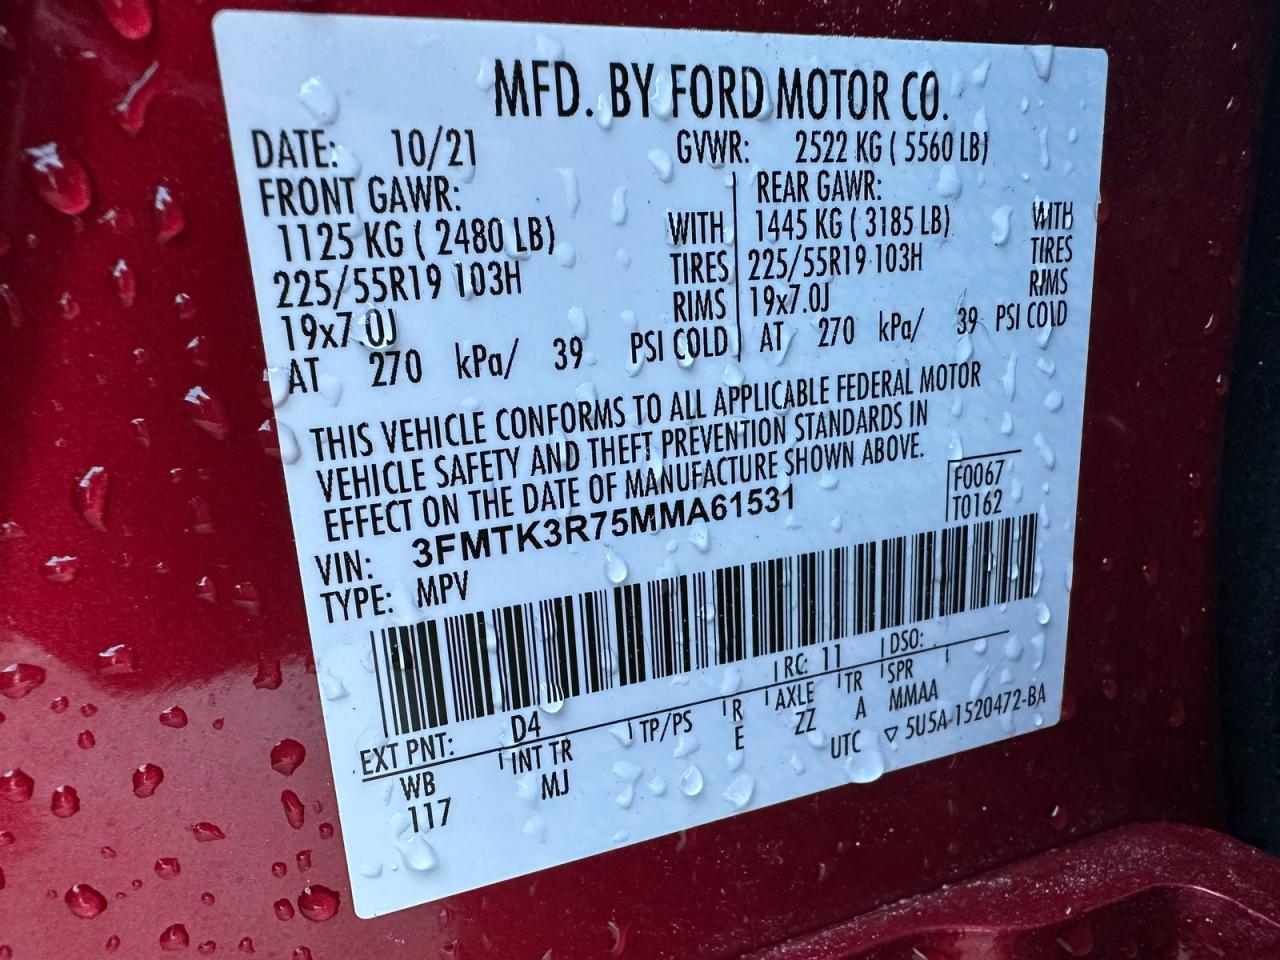 MFD. BY FORD MOTOR CO.
DATE: 10/21 GVWR: 2522 KG ( 5560 LB)
FRONT GAWR: REAR GAWR:
1125 KG ( 2480 LB) WITH 1445 KG ( 3185 LB) WITH
225/55R19 103H TIRES 225/55R19 103H TIRES
19x7.0J RIMS 19x7.0J RIMS
AT 270 kPa/ 39 PSI COLD AT 270 kPa/ 39 PSI COLD
THIS VEHICLE CONFORMS TO ALL APPLICABLE FEDERAL MOTOR
VEHICLE SAFETY AND THEFT PREVENTION STANDARDS IN
EFFECT ON THE DATE OF MANUFACTURE SHOWN ABOVE.
F0067
VIN: 3FMTK3R75MMA61531 T0162
TYPE: MPV
EXT PNT: D4 RC: 11 DSO:
WB INT TR TP/PS R AXLE TR SPR
117 MJ E ZZ A MMAA
UTC ▽ 5U5A-1520472-BA